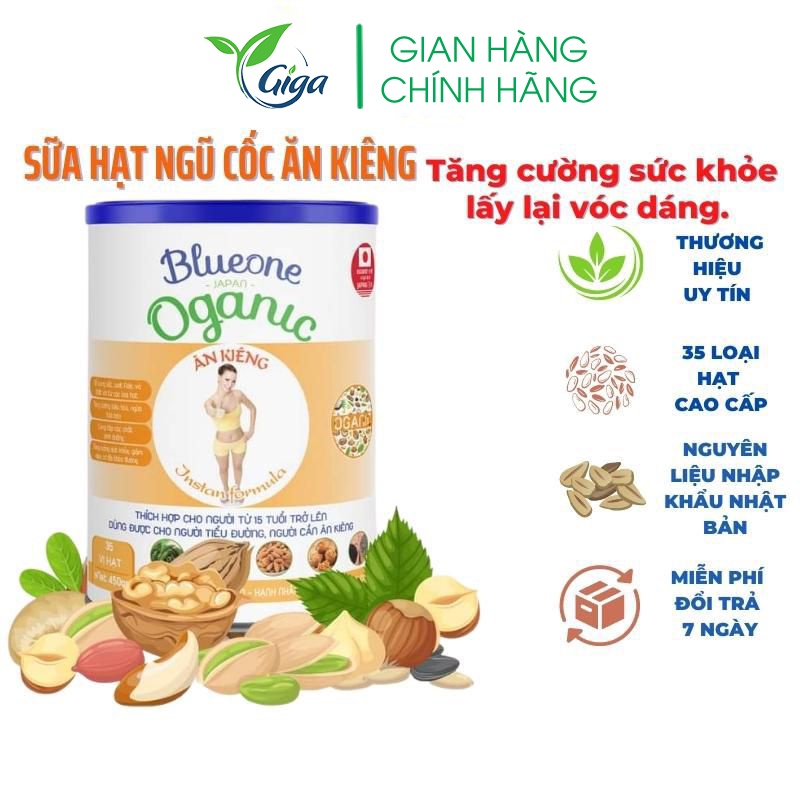 Giga
GIAN HÀNG
CHÍNH HÃNG
SỮA HẠT NGŨ CỐC ĂN KIÊNG
Tăng cường sức khỏe
lấy lại vóc dáng.
Blueone
- JAPAN -
Oganic
ĂN KIÊNG
OGANIC
Instan formula
THÍCH HỢP CHO NGƯỜI TỪ 15 TUỔI TRỞ LÊN
DÙNG ĐƯỢC CHO NGƯỜI TIỂU ĐƯỜNG, NGƯỜI CẦN ĂN KIÊNG
35
VỊ HẠT
THƯƠNG
HIỆU
UY TÍN
35 LOẠI
HẠT
CAO CẤP
NGUYÊN
LIỆU NHẬP
KHẨU NHẬT
BẢN
MIỄN PHÍ
ĐỔI TRẢ
7 NGÀY